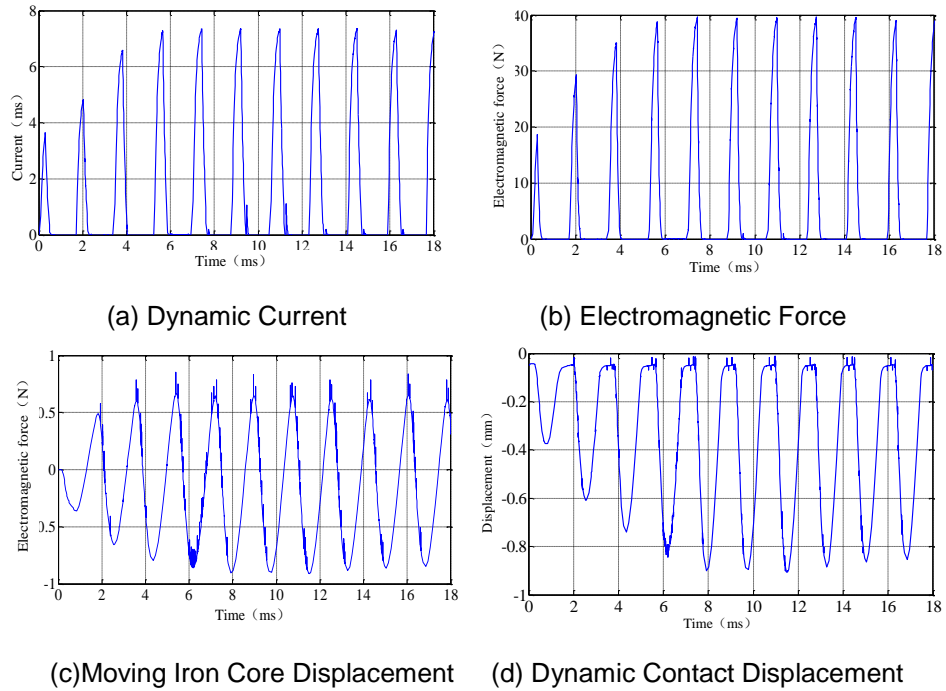 8
6
4
2
0
Current（ms）
0 2 4 6 8 10 12 14 16 18
Time（ms）
(a) Dynamic Current
40
30
20
10
0
Electromagnetic force（N）
0 2 4 6 8 10 12 14 16 18
Time（ms）
(b) Electromagnetic Force
1
0.5
0
0.5
-1
Electromagnetic force（N）
0 2 4 6 8 10 12 14 16 18
Time（ms）
(c)Moving Iron Core Displacement
0
-0.2
-0.4
-0.6
-0.8
-1
Displacement（mm）
0 2 4 6 8 10 12 14 16 18
Time（ms）
(d) Dynamic Contact Displacement